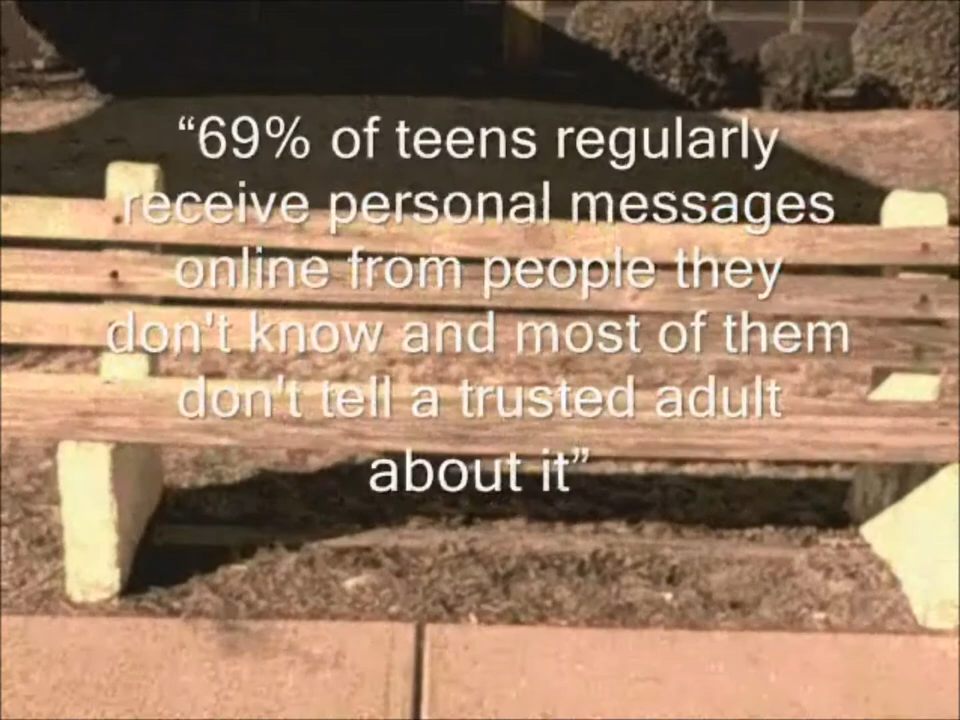 “69% of teens regularly
receive personal messages
online from people they
don't know and most of them
don't tell a trusted adult
about it”